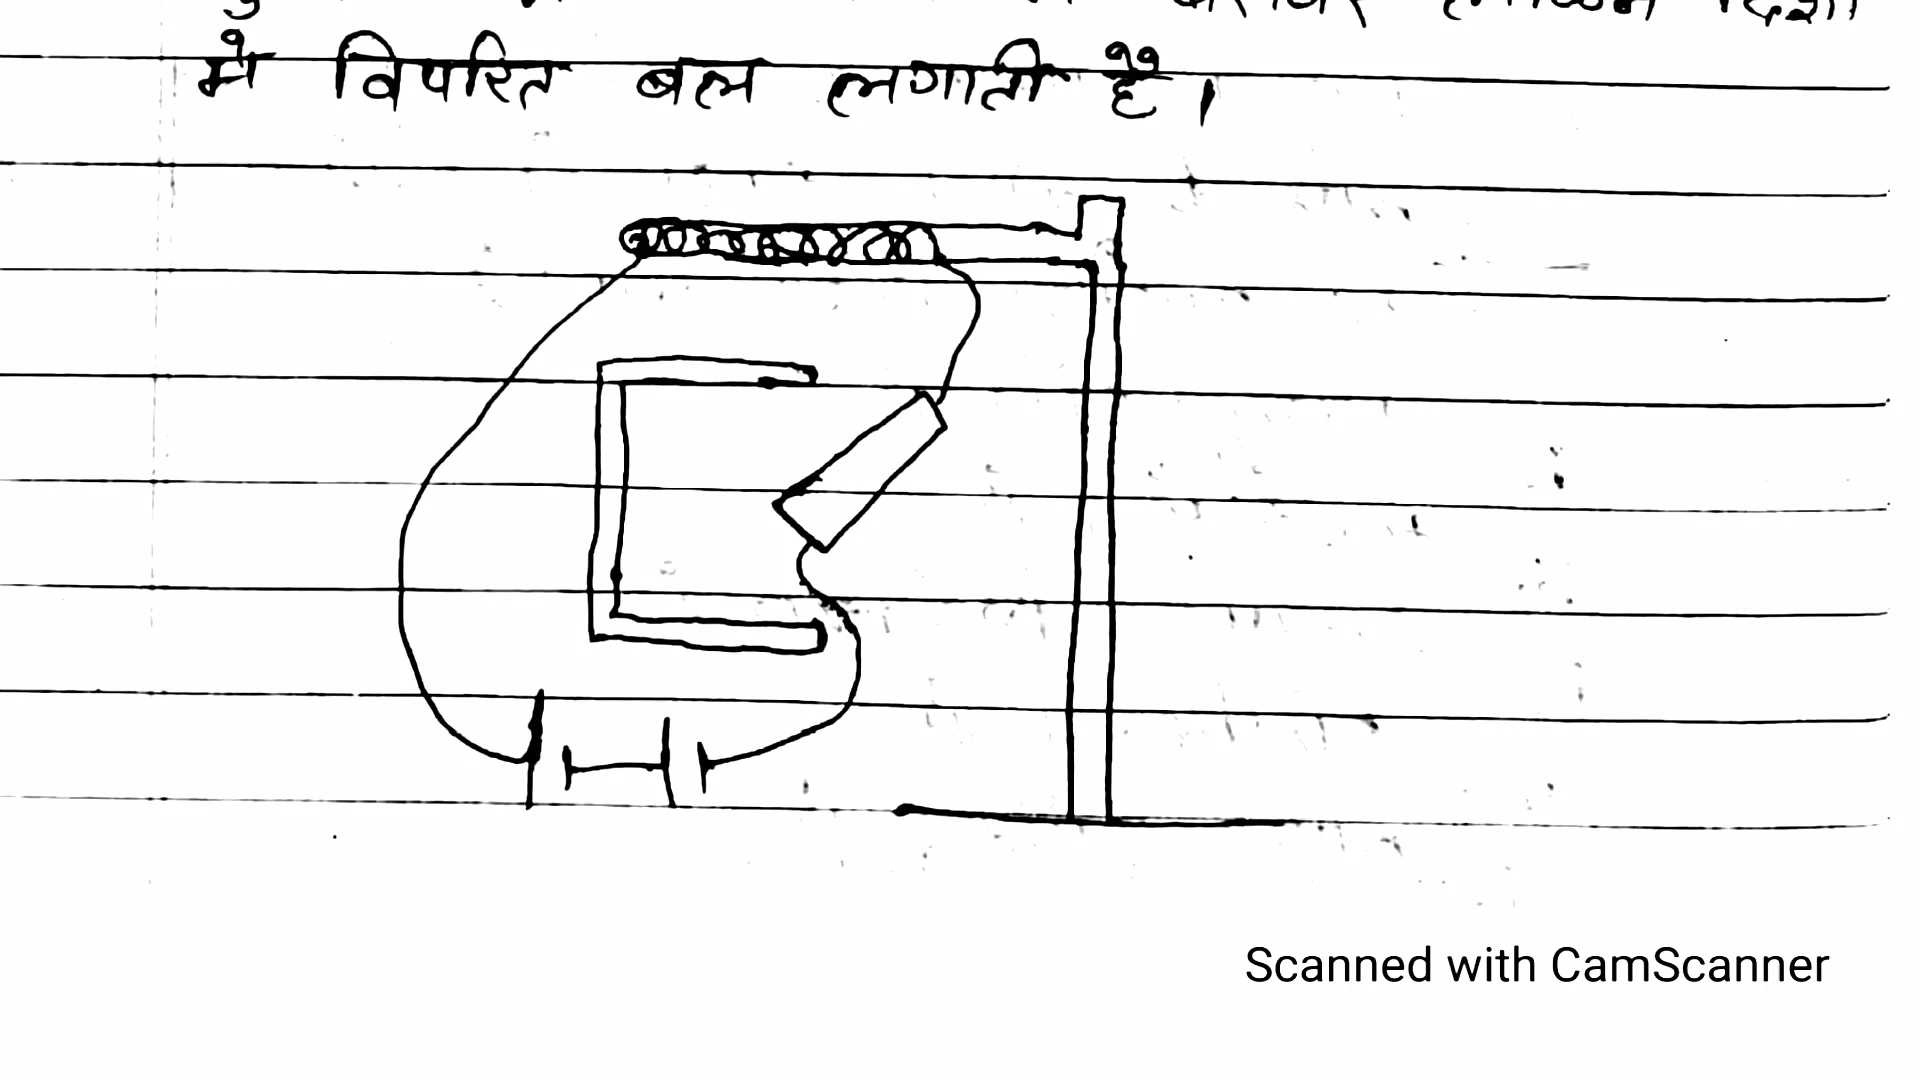 में विपरित बल लगाती हैं।
Scanned with CamScanner